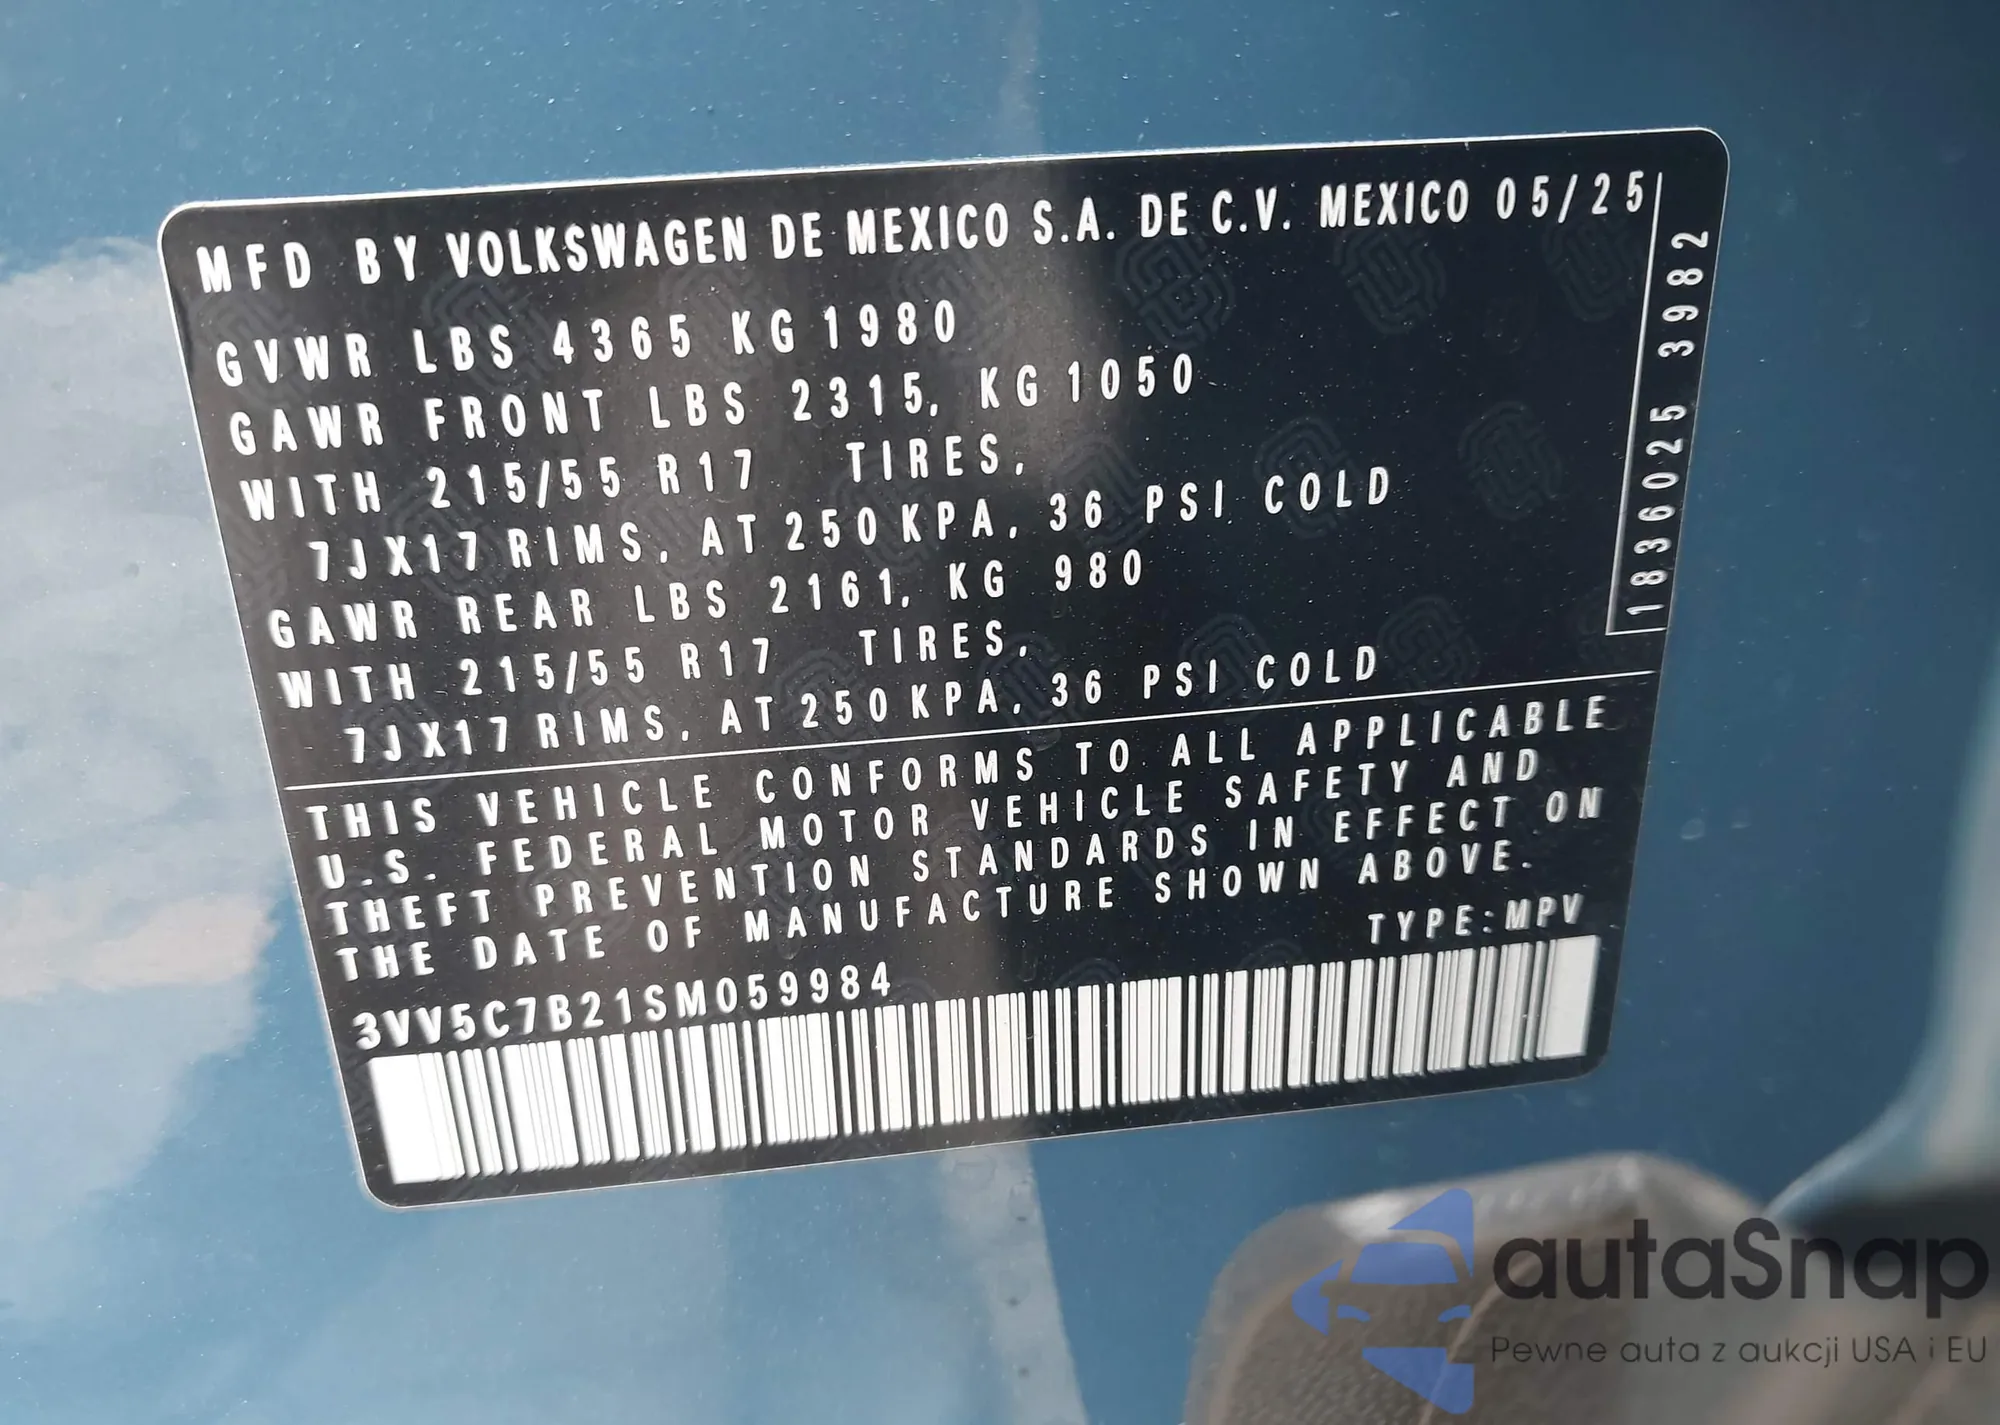 MFD BY VOLKSWAGEN DE MEXICO S.A. DE C.V. MEXICO 05/25
GVWR LBS 4365 KG 1980
GAWR FRONT LBS 2315, KG 1050
WITH 215/55 R17 TIRES,
7JX17 RIMS, AT 250 KPA, 36 PSI COLD
GAWR REAR LBS 2161, KG 980
WITH 215/55 R17 TIRES,
7JX17 RIMS, AT 250 KPA, 36 PSI COLD
1836025 3982
THIS VEHICLE CONFORMS TO ALL APPLICABLE
U.S. FEDERAL MOTOR VEHICLE SAFETY AND
THEFT PREVENTION STANDARDS IN EFFECT ON
THE DATE OF MANUFACTURE SHOWN ABOVE.
TYPE: MPV
3VV5C7B21SM059984
autaSnap
Pewne auta z aukcji USA i EU